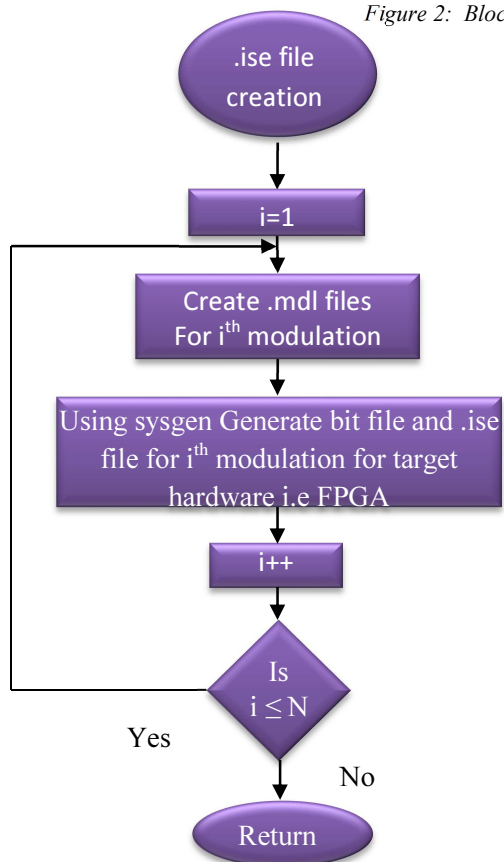 Figure 2: Bloc
.ise file
creation
i=1
Create .mdl files
For iᵗʰ modulation
Using sysgen Generate bit file and .ise
file for iᵗʰ modulation for target
hardware i.e FPGA
i++
Is
i ≤ N
Yes
No
Return